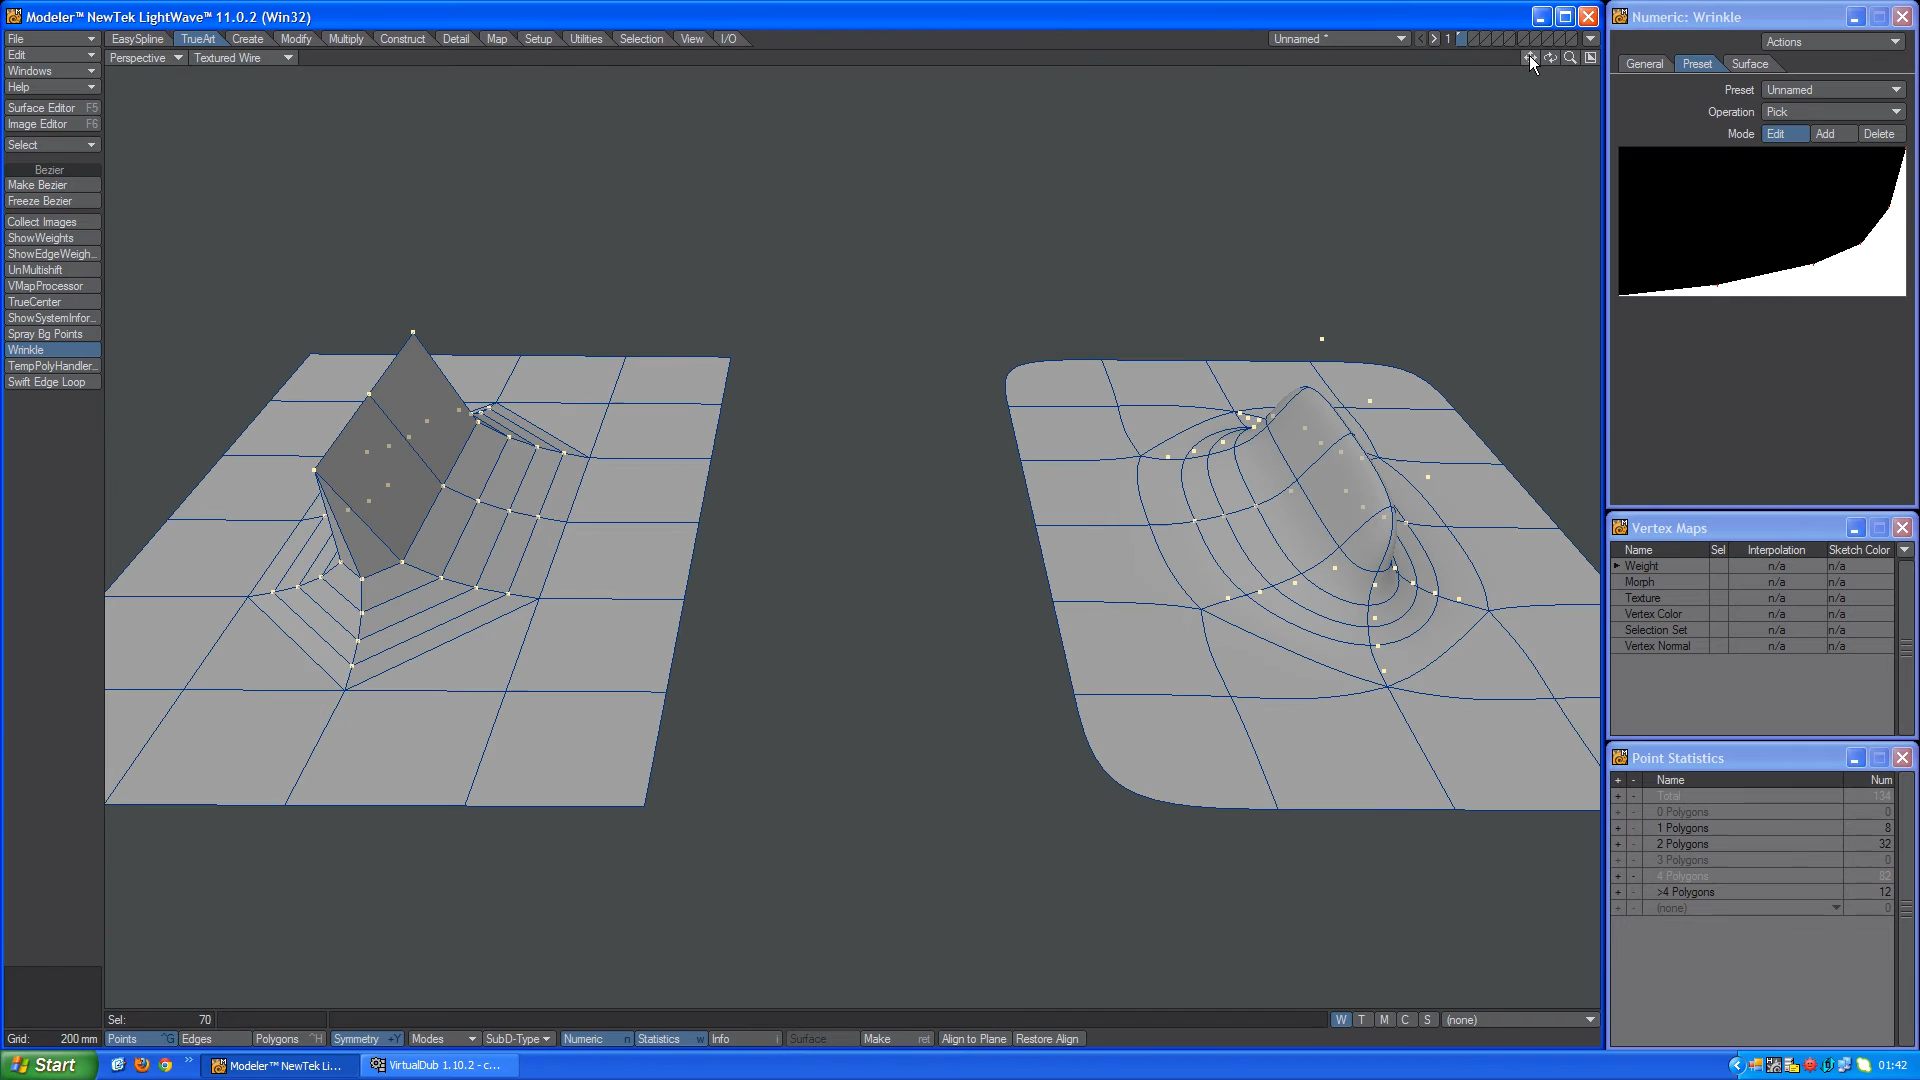 Modeler™ NewTek LightWave™ 11.0.2 (Win32)
File
Edit
Windows
Help
Surface Editor F5
Image Editor F6
Select
Bezier
Make Bezier
Freeze Bezier
Collect Images
ShowWeights
ShowEdgeWeigh...
UnMultishift
VMapProcessor
TrueCenter
ShowSystemInfor...
Spray Bg Points
Wrinkle
TempPolyHandler...
Swift Edge Loop
EasySpline TrueArt Create Modify Multiply Construct Detail Map Setup Utilities Selection View I/O
Unnamed * 1
Perspective Textured Wire
Numeric: Wrinkle
Actions
General Preset Surface
Preset Unnamed
Operation Pick
Mode Edit Add Delete
Vertex Maps
Name Sel Interpolation Sketch Color
Weight n/a n/a
Morph n/a n/a
Texture n/a n/a
Vertex Color n/a n/a
Selection Set n/a n/a
Vertex Normal n/a n/a
Point Statistics
+ - Name Num
+ - Total 134
+ - 0 Polygons 0
+ - 1 Polygons 8
+ - 2 Polygons 32
+ - 3 Polygons 0
+ - 4 Polygons 82
+ - >4 Polygons 12
+ - (none) 0
Sel: 70
W T M C S (none)
Grid: 200 mm Points ^G Edges Polygons ^H Symmetry +Y Modes SubD-Type Numeric n Statistics w Info i Surface Make ret Align to Plane Restore Align
Start
Modeler™ NewTek Li...
VirtualDub 1.10.2 - c...
01:42